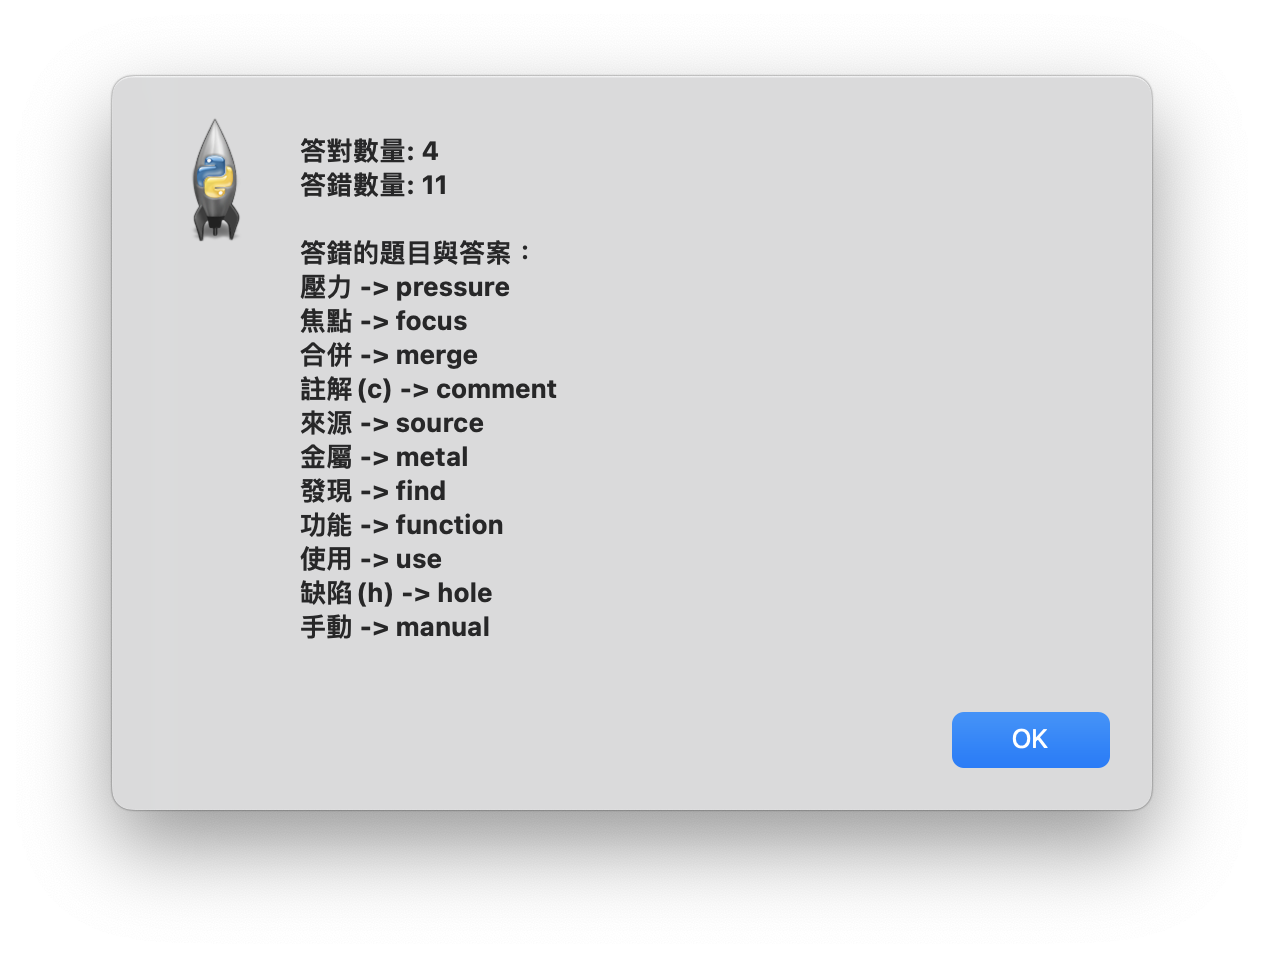 答對數量: 4
答錯數量: 11
答錯的題目與答案：
壓力 -> pressure
焦點 -> focus
合併 -> merge
註解(c) -> comment
來源 -> source
金屬 -> metal
發現 -> find
功能 -> function
使用 -> use
缺陷(h) -> hole
手動 -> manual
OK